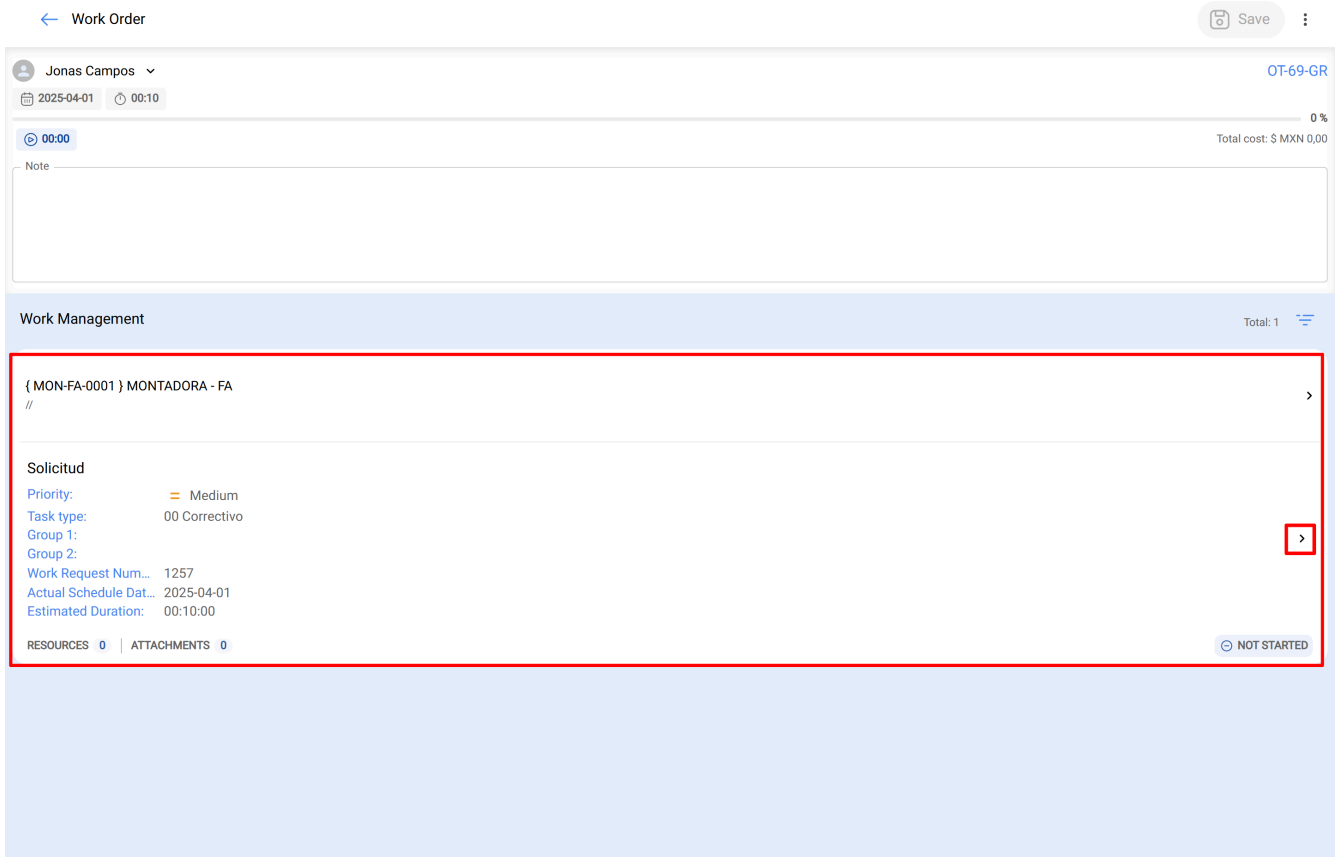 Work Order
Save
Jonas Campos
OT-69-GR
2025-04-01 00:10
0 %
00:00
Total cost: $ MXN 0,00
Note
Work Management
Total: 1
{ MON-FA-0001 } MONTADORA - FA
//
Solicitud
Priority: Medium
Task type: 00 Correctivo
Group 1:
Group 2:
Work Request Num... 1257
Actual Schedule Dat... 2025-04-01
Estimated Duration: 00:10:00
RESOURCES 0 ATTACHMENTS 0
NOT STARTED